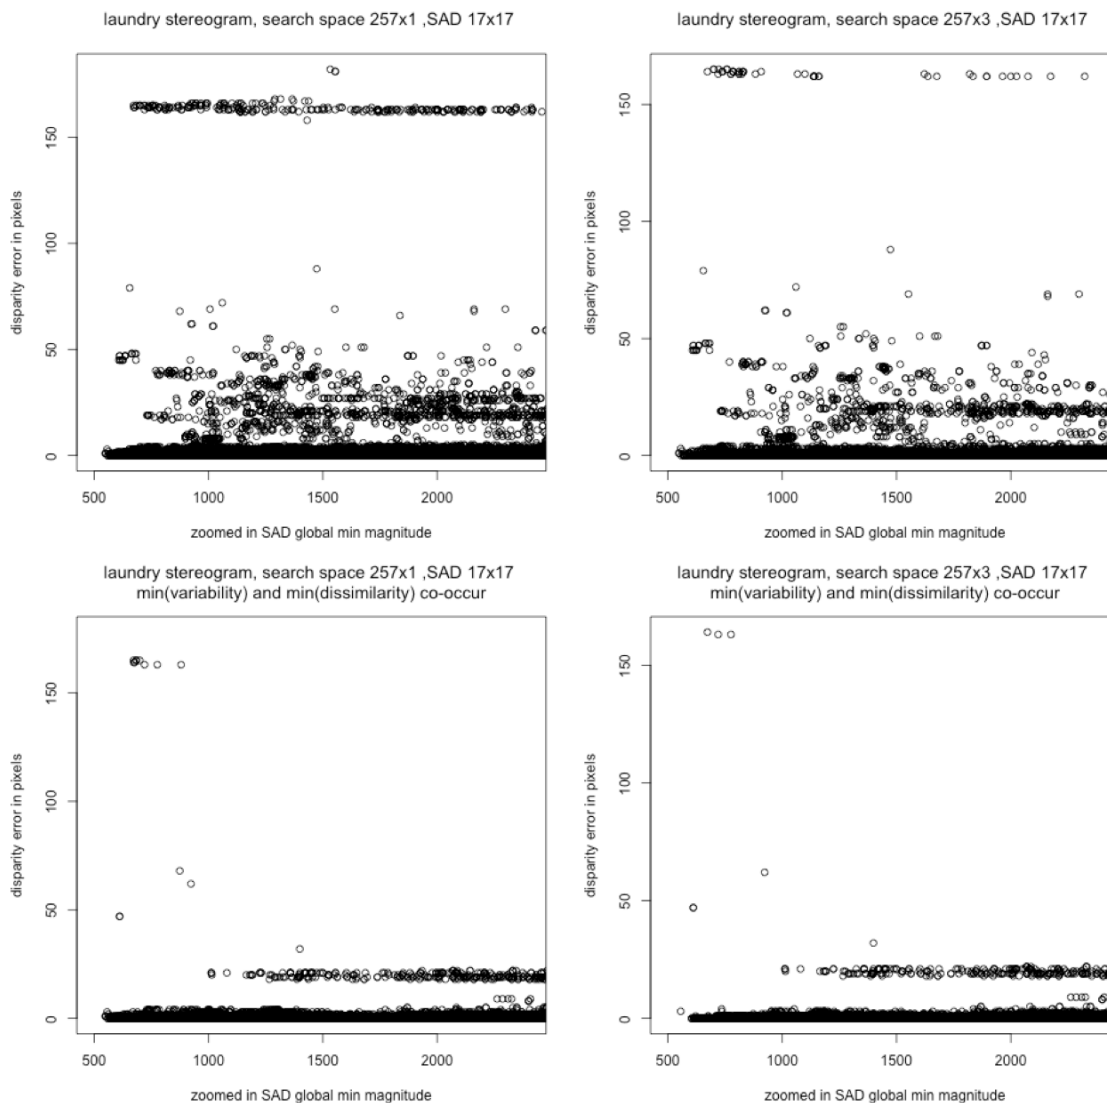 laundry stereogram, search space 257x1 ,SAD 17x17
disparity error in pixels
150
100
50
0
500 1000 1500 2000
zoomed in SAD global min magnitude
laundry stereogram, search space 257x3 ,SAD 17x17
disparity error in pixels
150
100
50
0
500 1000 1500 2000
zoomed in SAD global min magnitude
laundry stereogram, search space 257x1 ,SAD 17x17
min(variability) and min(dissimilarity) co-occur
disparity error in pixels
150
100
50
0
500 1000 1500 2000
zoomed in SAD global min magnitude
laundry stereogram, search space 257x3 ,SAD 17x17
min(variability) and min(dissimilarity) co-occur
disparity error in pixels
150
100
50
0
500 1000 1500 2000
zoomed in SAD global min magnitude